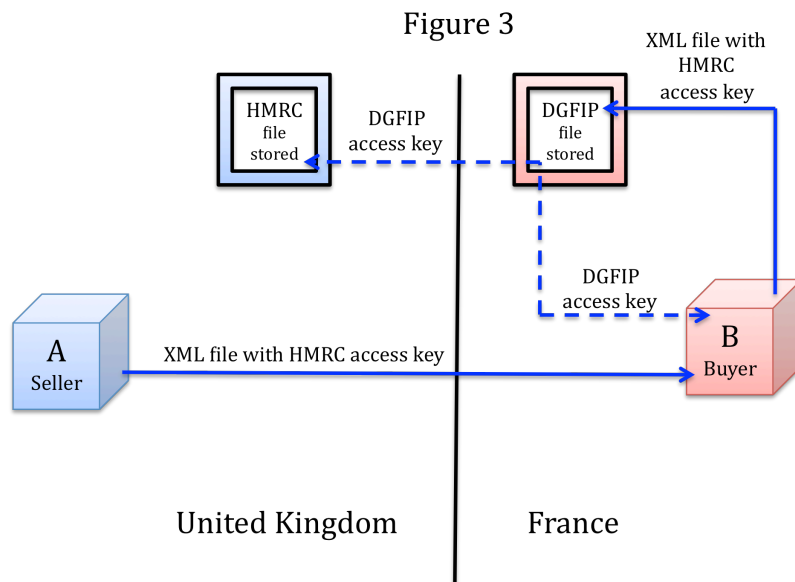 Figure 3
XML file with
HMRC
access key
HMRC
file
stored
DGFIP
access key
DGFIP
file
stored
DGFIP
access key
A
Seller
XML file with HMRC access key
B
Buyer
United Kingdom
France